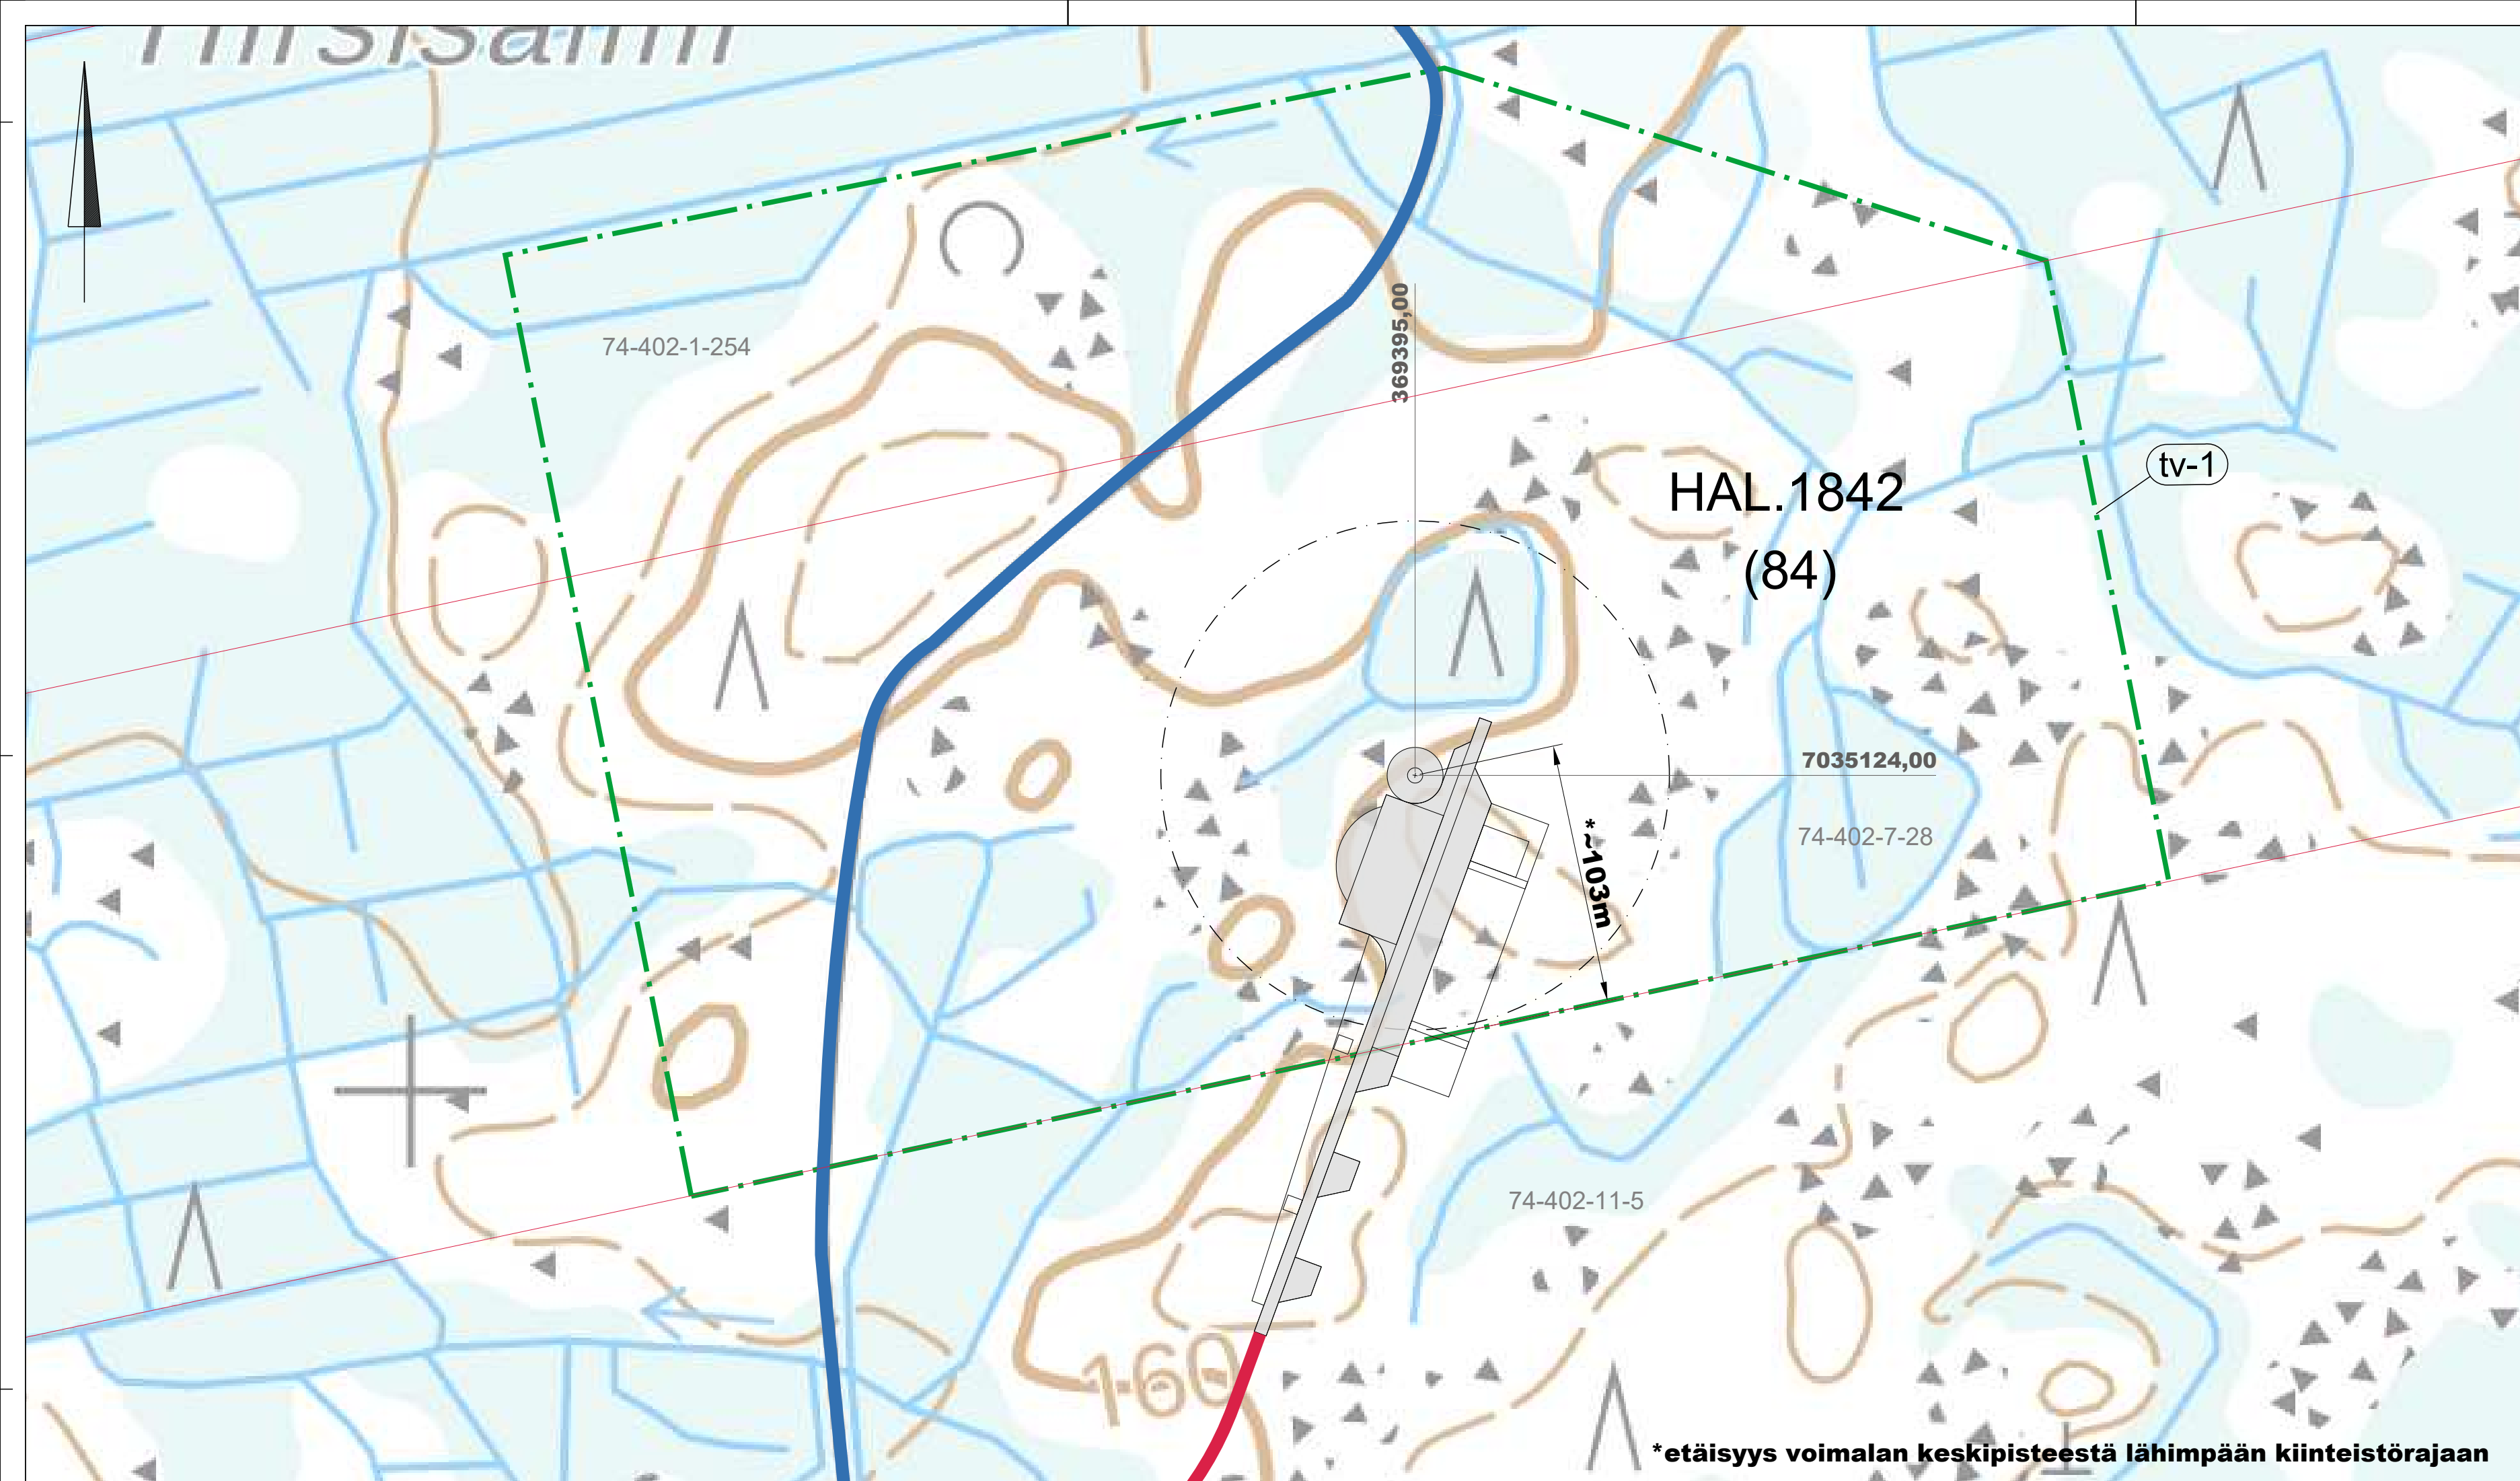 74-402-1-254
369395,00
HAL.1842
(84)
tv-1
7035124,00
74-402-7-28
*~103m
74-402-11-5
160
*etäisyys voimalan keskipisteestä lähimpään kiinteistörajaan